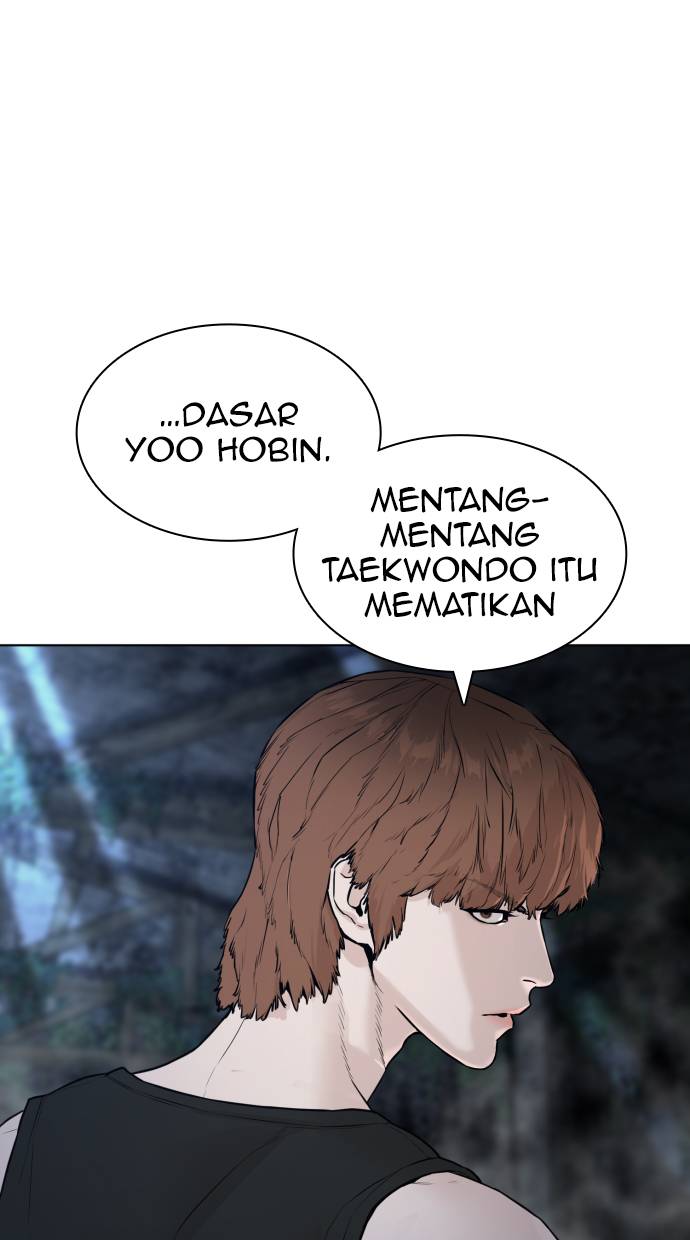 ...DASAR
YOO HOBIN.
MENTANG-
MENTANG
TAEKWONDO ITU
MEMATIKAN